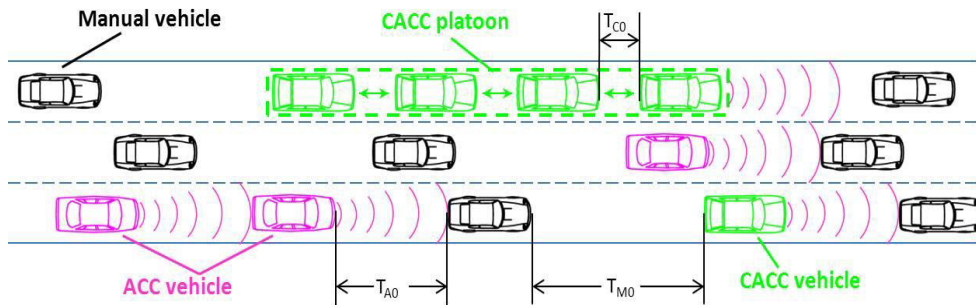 Manual vehicle
CACC platoon
TC0
ACC vehicle
TA0
TM0
CACC vehicle